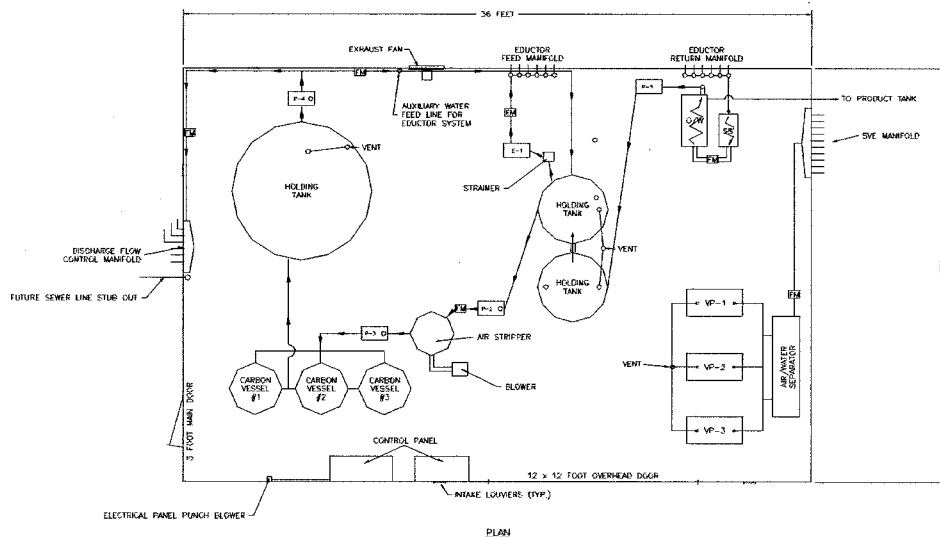 36 FEET
EXHAUST FAN
EDUCTOR
FEED MANIFOLD
EDUCTOR
RETURN MANIFOLD
FM
P-4
AUXILIARY WATER
FEED LINE FOR
EDUCTOR SYSTEM
FM
TO PRODUCT TANK
FM
FM
SVE MANIFOLD
VENT
STRAINER
HOLDING
TANK
HOLDING
TANK
VENT
HOLDING
TANK
DISCHARGE FLOW
CONTROL MANIFOLD
FUTURE SEWER LINE STUB OUT
FM
P-2
FM
P-3
AIR STRIPPER
BLOWER
VP-1
VENT
VP-2
VP-3
AIR/WATER
SEPARATOR
CARBON
VESSEL
#1
CARBON
VESSEL
#2
CARBON
VESSEL
#3
3 FOOT MAIN DOOR
CONTROL PANEL
12 x 12 FOOT OVERHEAD DOOR
INTAKE LOUVIERS (TYP.)
ELECTRICAL PANEL PUNCH BLOWER
PLAN